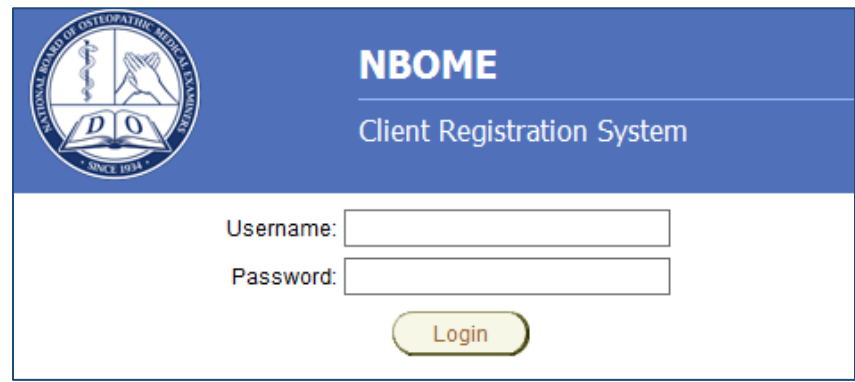 NATIONAL BOARD OF OSTEOPATHIC MEDICAL EXAMINERS
D O
· SINCE 1934 ·
NBOME
Client Registration System
Username:
Password:
Login